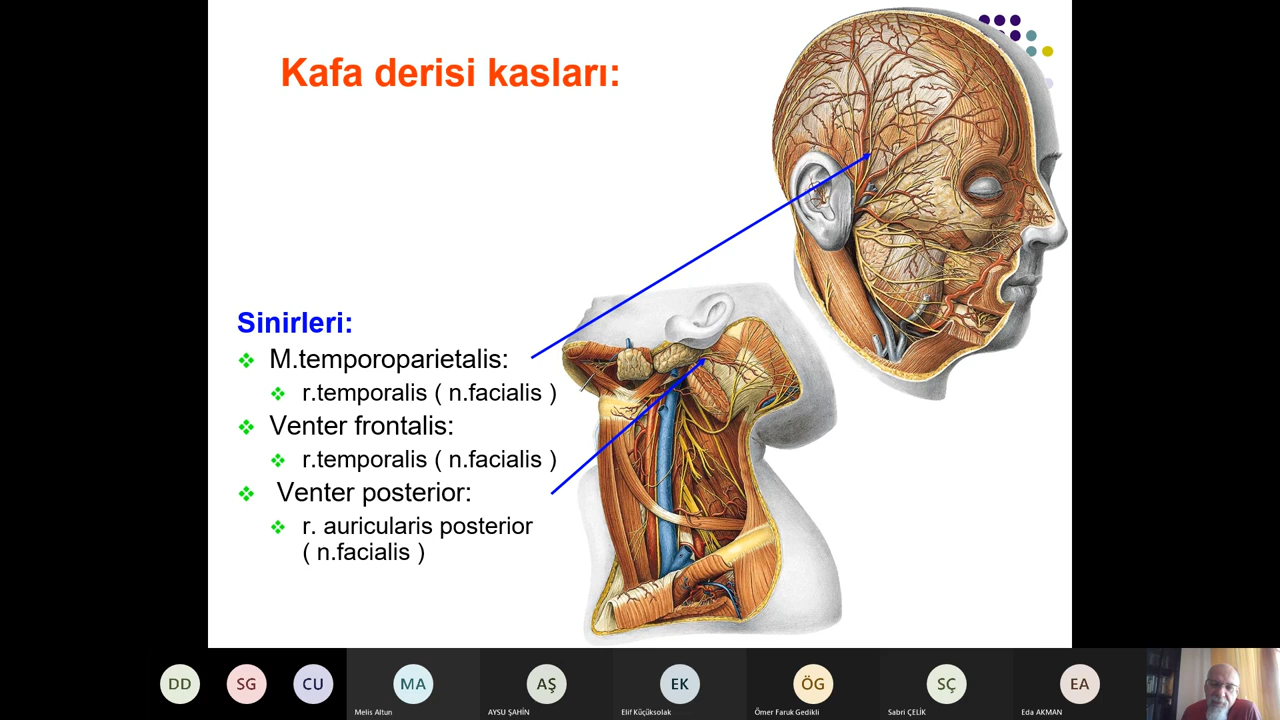 Kafa derisi kasları:
Sinirleri:
M.temporoparietalis:
r.temporalis ( n.facialis )
Venter frontalis:
r.temporalis ( n.facialis )
Venter posterior:
r. auricularis posterior
( n.facialis )
DD
SG
CU
MA
AŞ
EK
ÖG
SÇ
EA
Melis Altun
AYSU ŞAHİN
Elif Küçüksolak
Ömer Faruk Gedikli
Sabri ÇELİK
Eda AKMAN